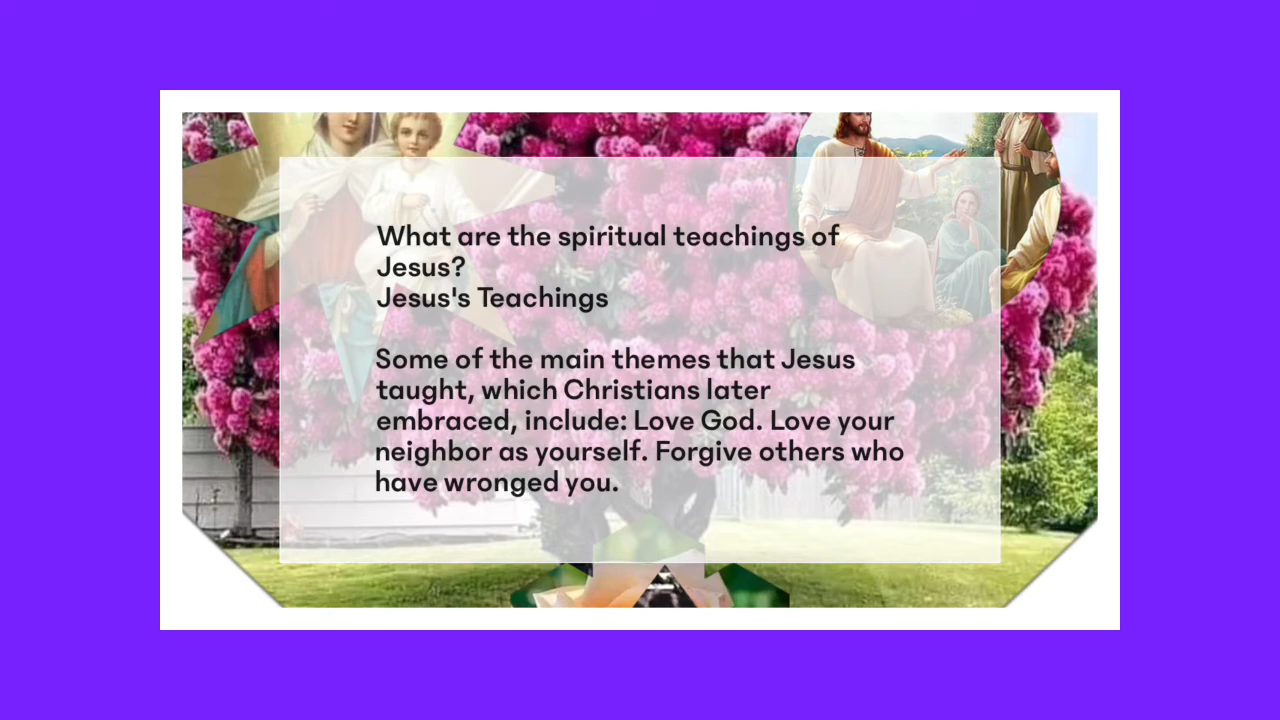 What are the spiritual teachings of
Jesus?
Jesus's Teachings
Some of the main themes that Jesus
taught, which Christians later
embraced, include: Love God. Love your
neighbor as yourself. Forgive others who
have wronged you.